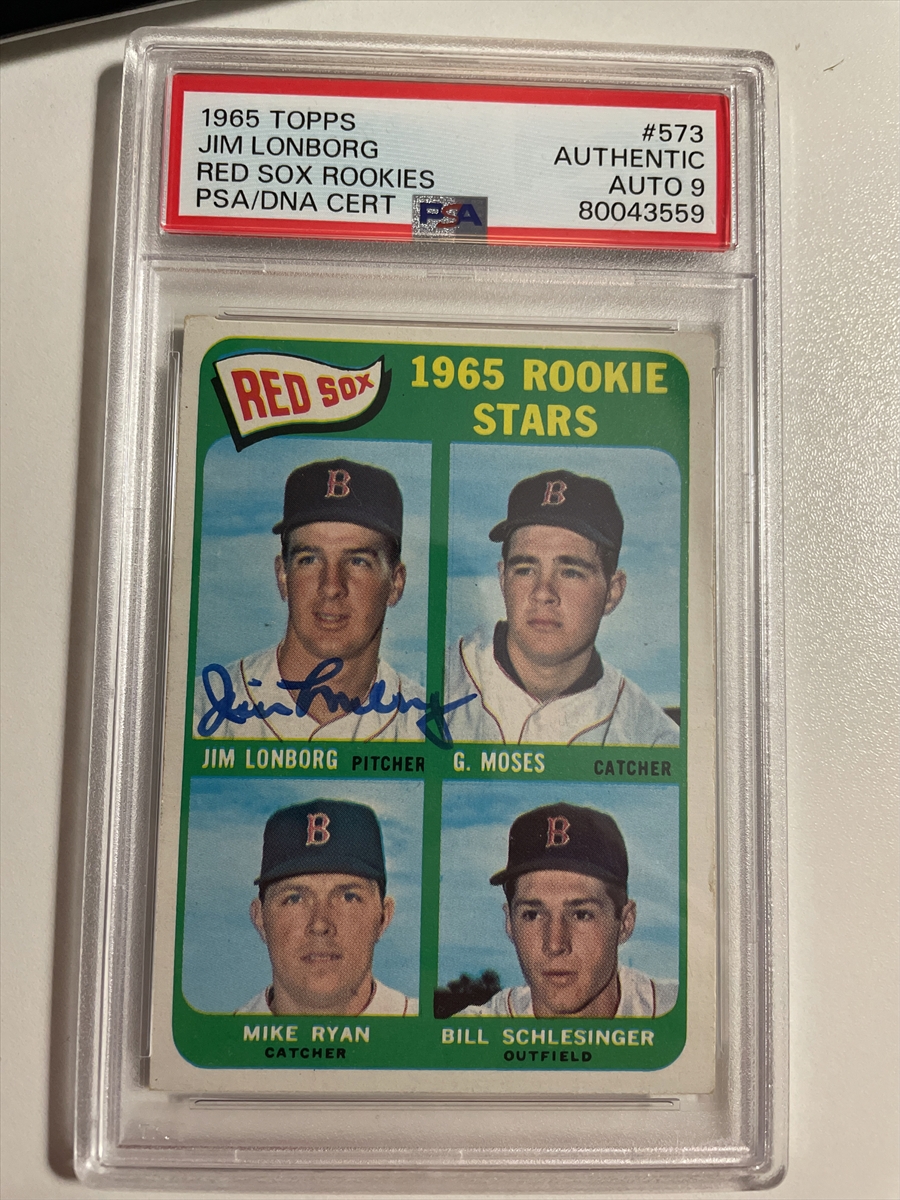 1965 TOPPS
JIM LONBORG
RED SOX ROOKIES
PSA/DNA CERT
#573
AUTHENTIC
AUTO 9
80043559
PSA
RED SOX
1965 ROOKIE
STARS
B
B
Jim Lonborg
JIM LONBORG PITCHER
G. MOSES CATCHER
B
B
MIKE RYAN
CATCHER
BILL SCHLESINGER
OUTFIELD